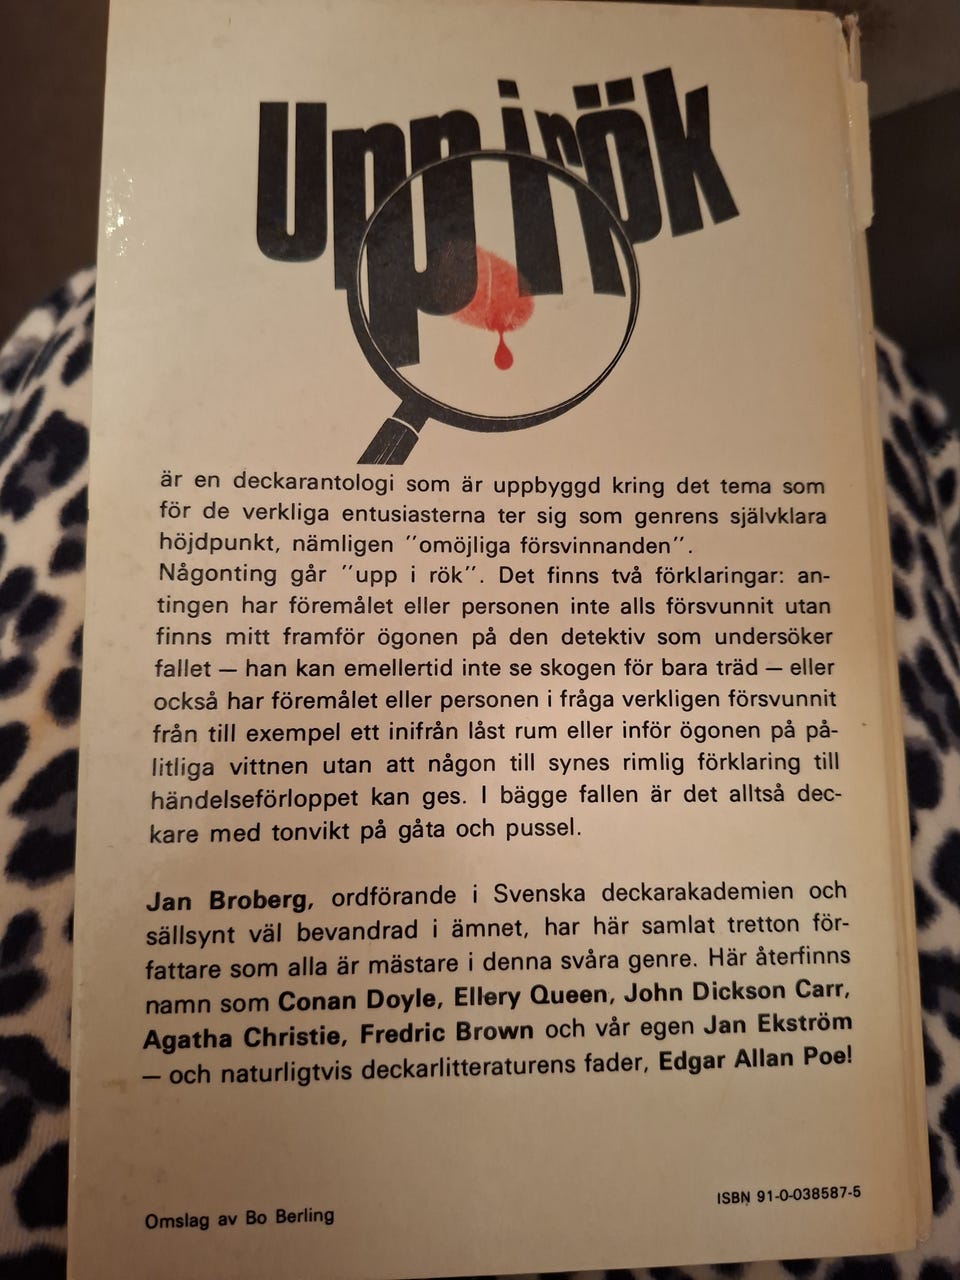 Upp i rök
är en deckarantologi som är uppbyggd kring det tema som
för de verkliga entusiasterna ter sig som genrens självklara
höjdpunkt, nämligen ″omöjliga försvinnanden″.
Någonting går ″upp i rök″. Det finns två förklaringar: an-
tingen har föremålet eller personen inte alls försvunnit utan
finns mitt framför ögonen på den detektiv som undersöker
fallet — han kan emellertid inte se skogen för bara träd — eller
också har föremålet eller personen i fråga verkligen försvunnit
från till exempel ett inifrån låst rum eller inför ögonen på på-
litliga vittnen utan att någon till synes rimlig förklaring till
händelseförloppet kan ges. I bägge fallen är det alltså dec-
kare med tonvikt på gåta och pussel.
Jan Broberg, ordförande i Svenska deckarakademien och
sällsynt väl bevandrad i ämnet, har här samlat tretton för-
fattare som alla är mästare i denna svåra genre. Här återfinns
namn som Conan Doyle, Ellery Queen, John Dickson Carr,
Agatha Christie, Fredric Brown och vår egen Jan Ekström
— och naturligtvis deckarlitteraturens fader, Edgar Allan Poe!
ISBN 91-0-038587-5
Omslag av Bo Berling